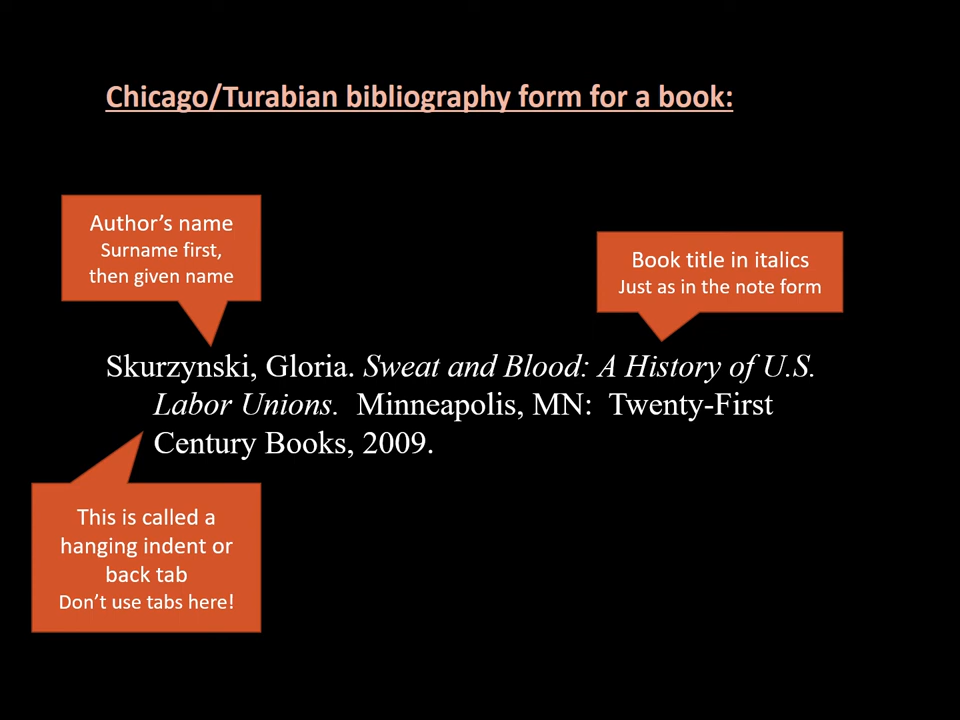 Chicago/Turabian bibliography form for a book:
Author’s name
Surname first,
then given name
Book title in italics
Just as in the note form
Skurzynski, Gloria. Sweat and Blood: A History of U.S.
Labor Unions.  Minneapolis, MN:  Twenty-First
Century Books, 2009.
This is called a
hanging indent or
back tab
Don’t use tabs here!